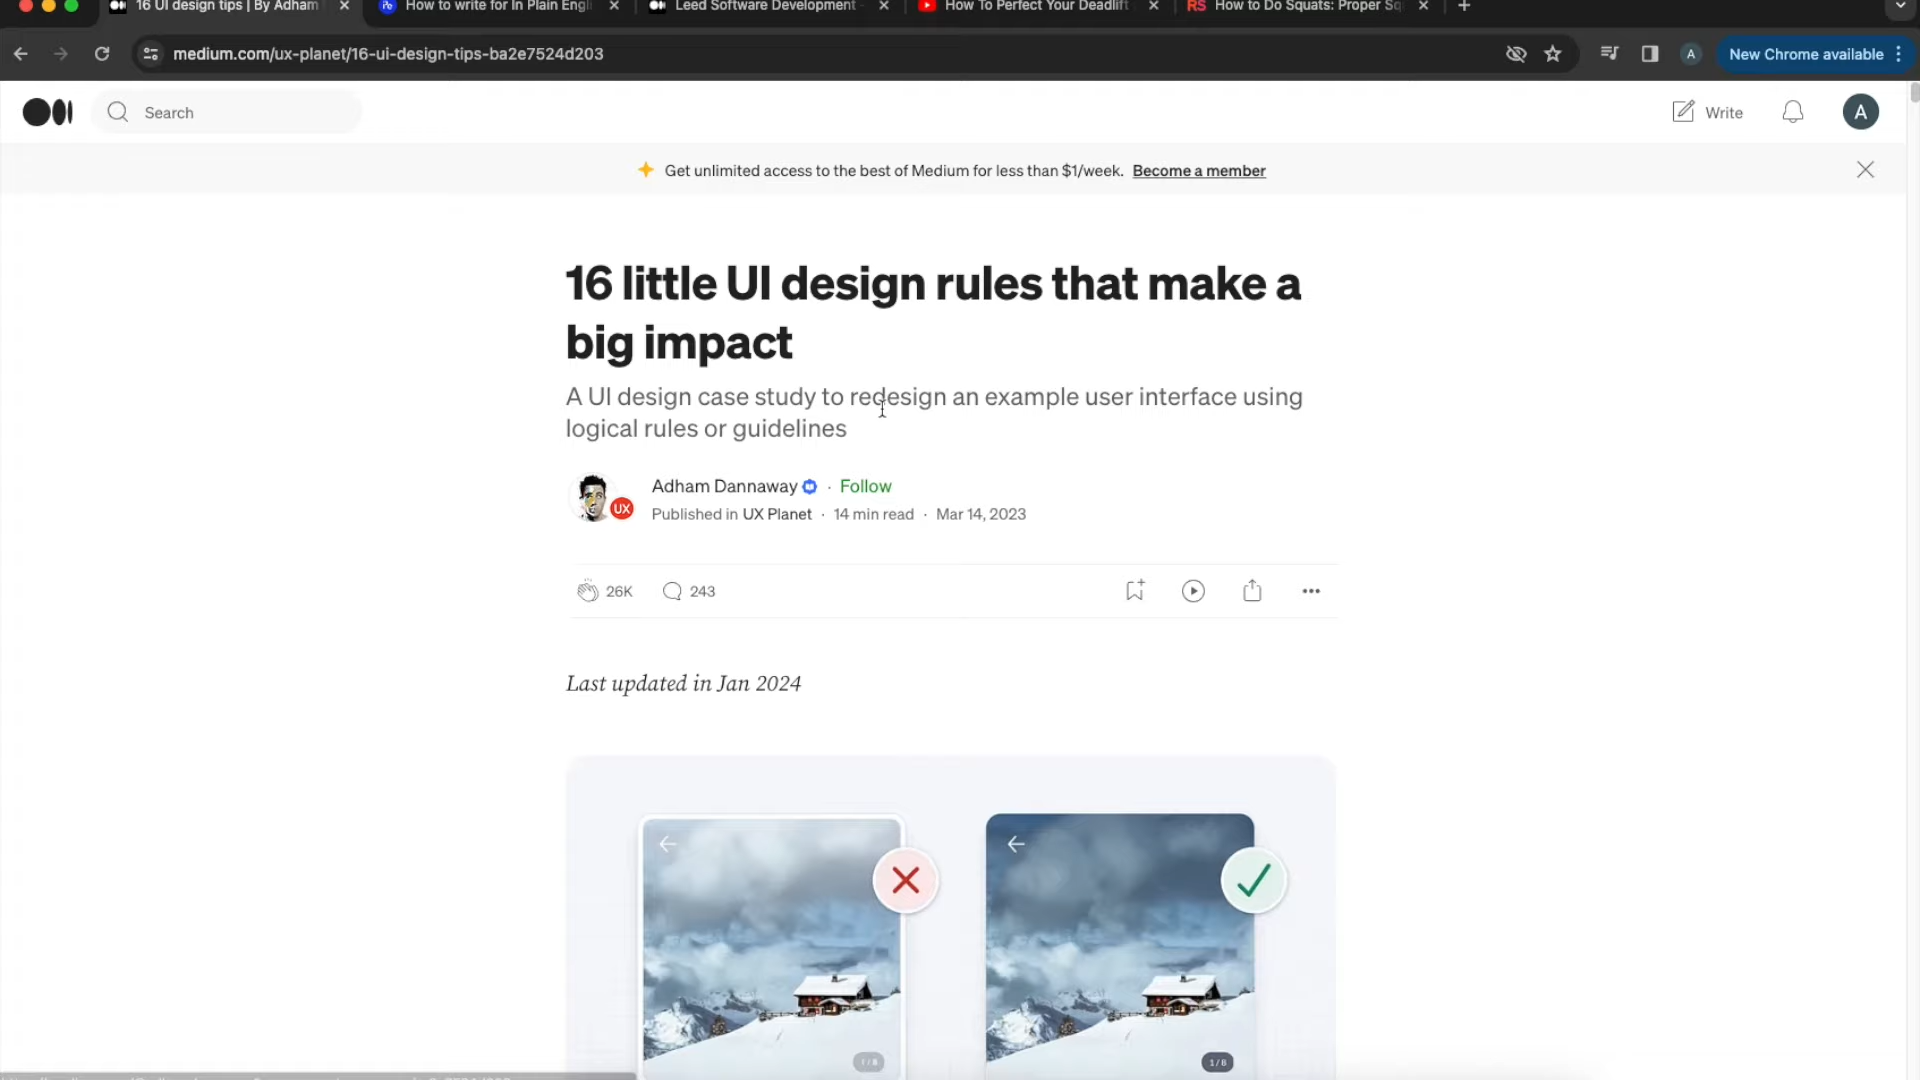 16 UI design tips | By Adham
How to write for In Plain Engli
Leed Software Development
How To Perfect Your Deadlift
RS How to Do Squats: Proper Sq
medium.com/ux-planet/16-ui-design-tips-ba2e7524d203
A
New Chrome available
Search
Write
A
Get unlimited access to the best of Medium for less than $1/week. Become a member
16 little UI design rules that make a
big impact
A UI design case study to redesign an example user interface using
logical rules or guidelines
UX
Adham Dannaway · Follow
Published in UX Planet · 14 min read · Mar 14, 2023
26K
243
Last updated in Jan 2024
1/8
1/8